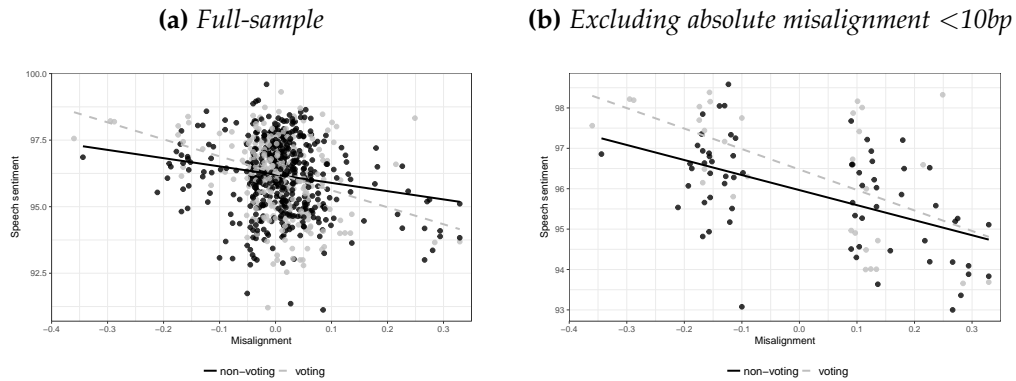 (a) Full-sample
100.0
97.5
95.0
92.5
Speech sentiment
−0.4 −0.3 −0.2 −0.1 0.0 0.1 0.2 0.3
Misalignment
non-voting voting
(b) Excluding absolute misalignment <10bp
98
97
96
95
94
93
Speech sentiment
−0.4 −0.3 −0.2 −0.1 0.0 0.1 0.2 0.3
Misalignment
non-voting voting